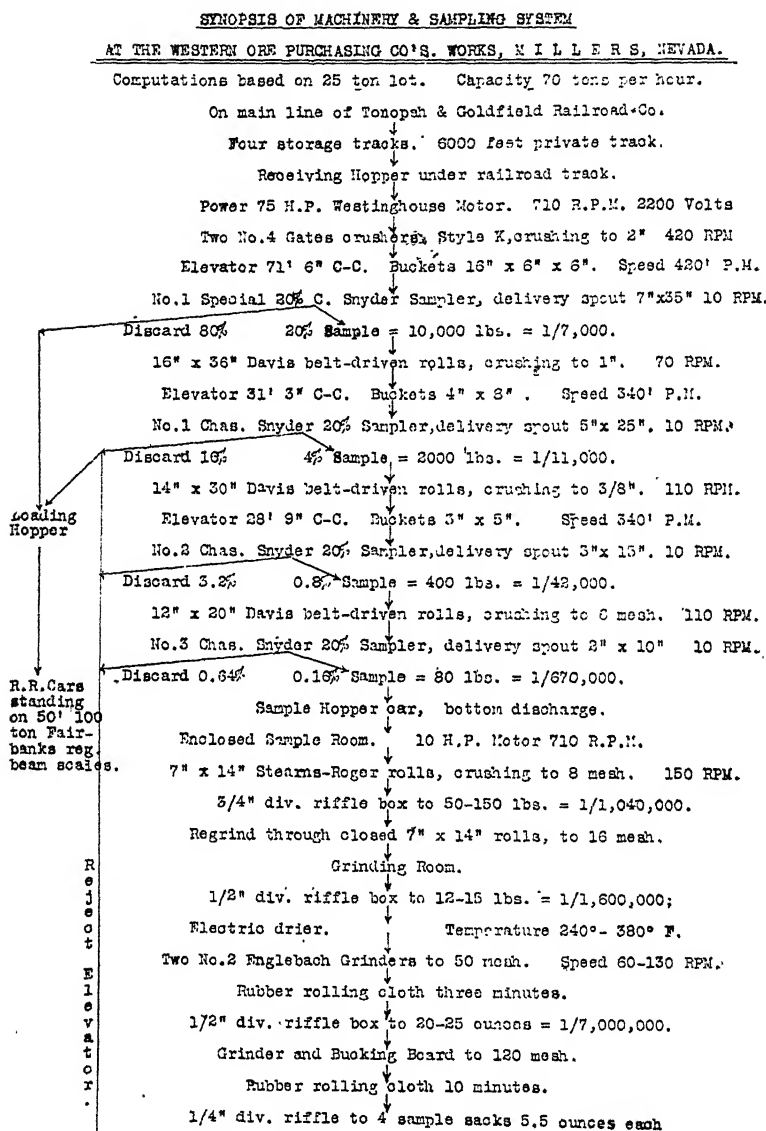 SYNOPSIS OF MACHINERY & SAMPLING SYSTEM
AT THE WESTERN ORE PURCHASING CO'S. WORKS, M I L L E R S, NEVADA.
Computations based on 25 ton lot. Capacity 70 tons per hour.
On main line of Tonopah & Goldfield Railroad Co.
Four storage tracks. 6000 feet private track.
Receiving Hopper under railroad track.
Power 75 H.P. Westinghouse Motor. 710 R.P.M. 2200 Volts
Two No.4 Gates crushers, Style K, crushing to 2" 420 RPM
Elevator 71' 6" C-C. Buckets 16" x 6" x 6". Speed 420' P.M.
No.1 Special 20% C. Snyder Sampler, delivery spout 7"x35" 10 RPM.
Discard 80% 20% Sample = 10,000 lbs. = 1/7,000.
16" x 36" Davis belt-driven rolls, crushing to 1". 70 RPM.
Elevator 31' 3" C-C. Buckets 4" x 8" . Speed 340' P.M.
No.1 Chas. Snyder 20% Sampler, delivery spout 5"x 25". 10 RPM.
Discard 16% 4% Sample = 2000 lbs. = 1/11,000.
14" x 30" Davis belt-driven rolls, crushing to 3/8". 110 RPM.
Loading
Hopper
Elevator 28' 9" C-C. Buckets 3" x 5". Speed 340' P.M.
No.2 Chas. Snyder 20% Sampler, delivery spout 3"x 15". 10 RPM.
Discard 3.2% 0.8% Sample = 400 lbs. = 1/42,000.
12" x 20" Davis belt-driven rolls, crushing to mesh. 110 RPM.
No.3 Chas. Snyder 20% Sampler, delivery spout 2" x 10" 10 RPM.
Discard 0.64% 0.16% Sample = 80 lbs. = 1/670,000.
R.R.Cars
standing
on 50' 100
ton Fair-
banks reg.
beam scales.
Sample Hopper car, bottom discharge.
Enclosed Sample Room. 10 H.P. Motor 710 R.P.M.
7" x 14" Stearns-Roger rolls, crushing to 8 mesh. 150 RPM.
3/4" div. riffle box to 50-150 lbs. = 1/1,040,000.
Regrind through closed 7" x 14" rolls, to 16 mesh.
Grinding Room.
1/2" div. riffle box to 12-15 lbs. = 1/1,600,000;
Electric drier. Temperature 240°- 380° F.
Two No.2 Englebach Grinders to 50 mesh. Speed 60-130 RPM.
Rubber rolling cloth three minutes.
1/2" div. riffle box to 20-25 ounces = 1/7,000,000.
Grinder and Bucking Board to 120 mesh.
Rubber rolling cloth 10 minutes.
1/4" div. riffle to 4 sample sacks 5.5 ounces each
Reject Elevator.